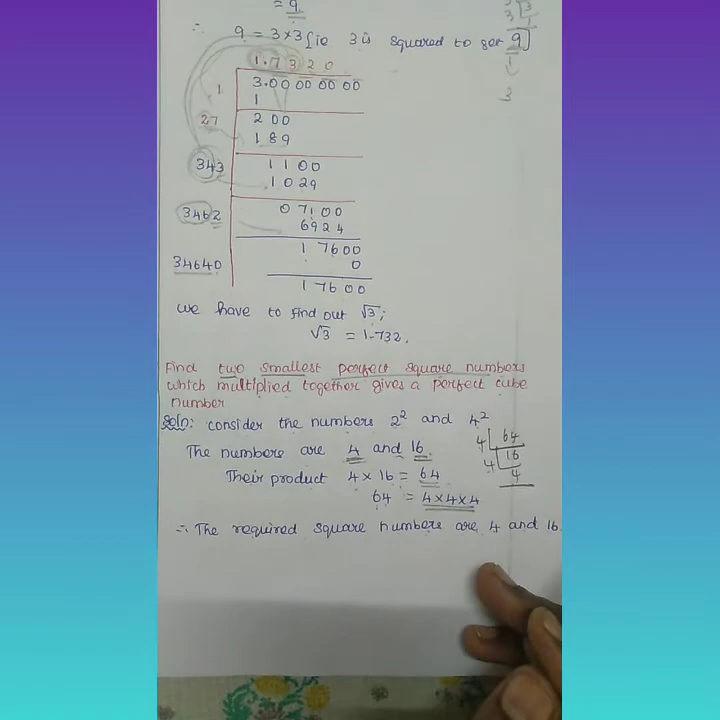 = 9.
∴ 9 = 3×3 [ie 3 is squared to get 9]
1.7320
1 3.00 00 00 00
1
27 200
189
343 1100
1029
3462 07100
6924
17600
34640 0
17600
we have to find out √3;
√3 = 1.732.
Find two smallest perfect square numbers
which multiplied together gives a perfect cube
number
Soln: consider the numbers 2² and 4²
The numbers are 4 and 16.
Their product 4 × 16 = 64
64 = 4×4×4
4 64
4 16
4
∴ The required square numbers are 4 and 16.